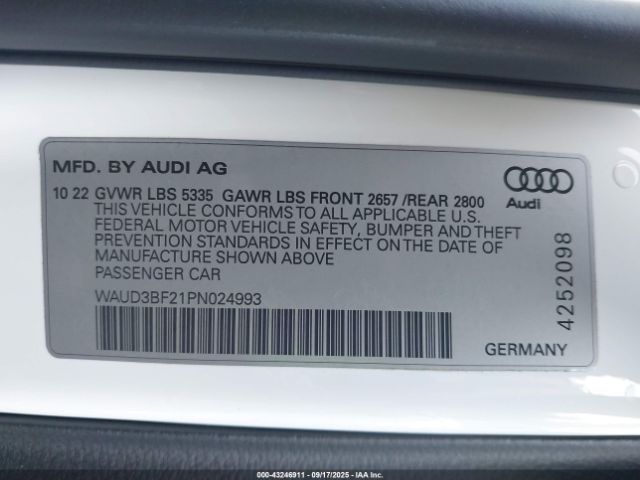 MFD. BY AUDI AG
10 22 GVWR LBS 5335 GAWR LBS FRONT 2657 /REAR 2800
THIS VEHICLE CONFORMS TO ALL APPLICABLE U.S.
FEDERAL MOTOR VEHICLE SAFETY, BUMPER AND THEFT
PREVENTION STANDARDS IN EFFECT ON THE DATE OF
MANUFACTURE SHOWN ABOVE
PASSENGER CAR
WAUD3BF21PN024993
Audi
4252098
GERMANY
000-43246911 - 09/17/2025 - IAAI, Inc.